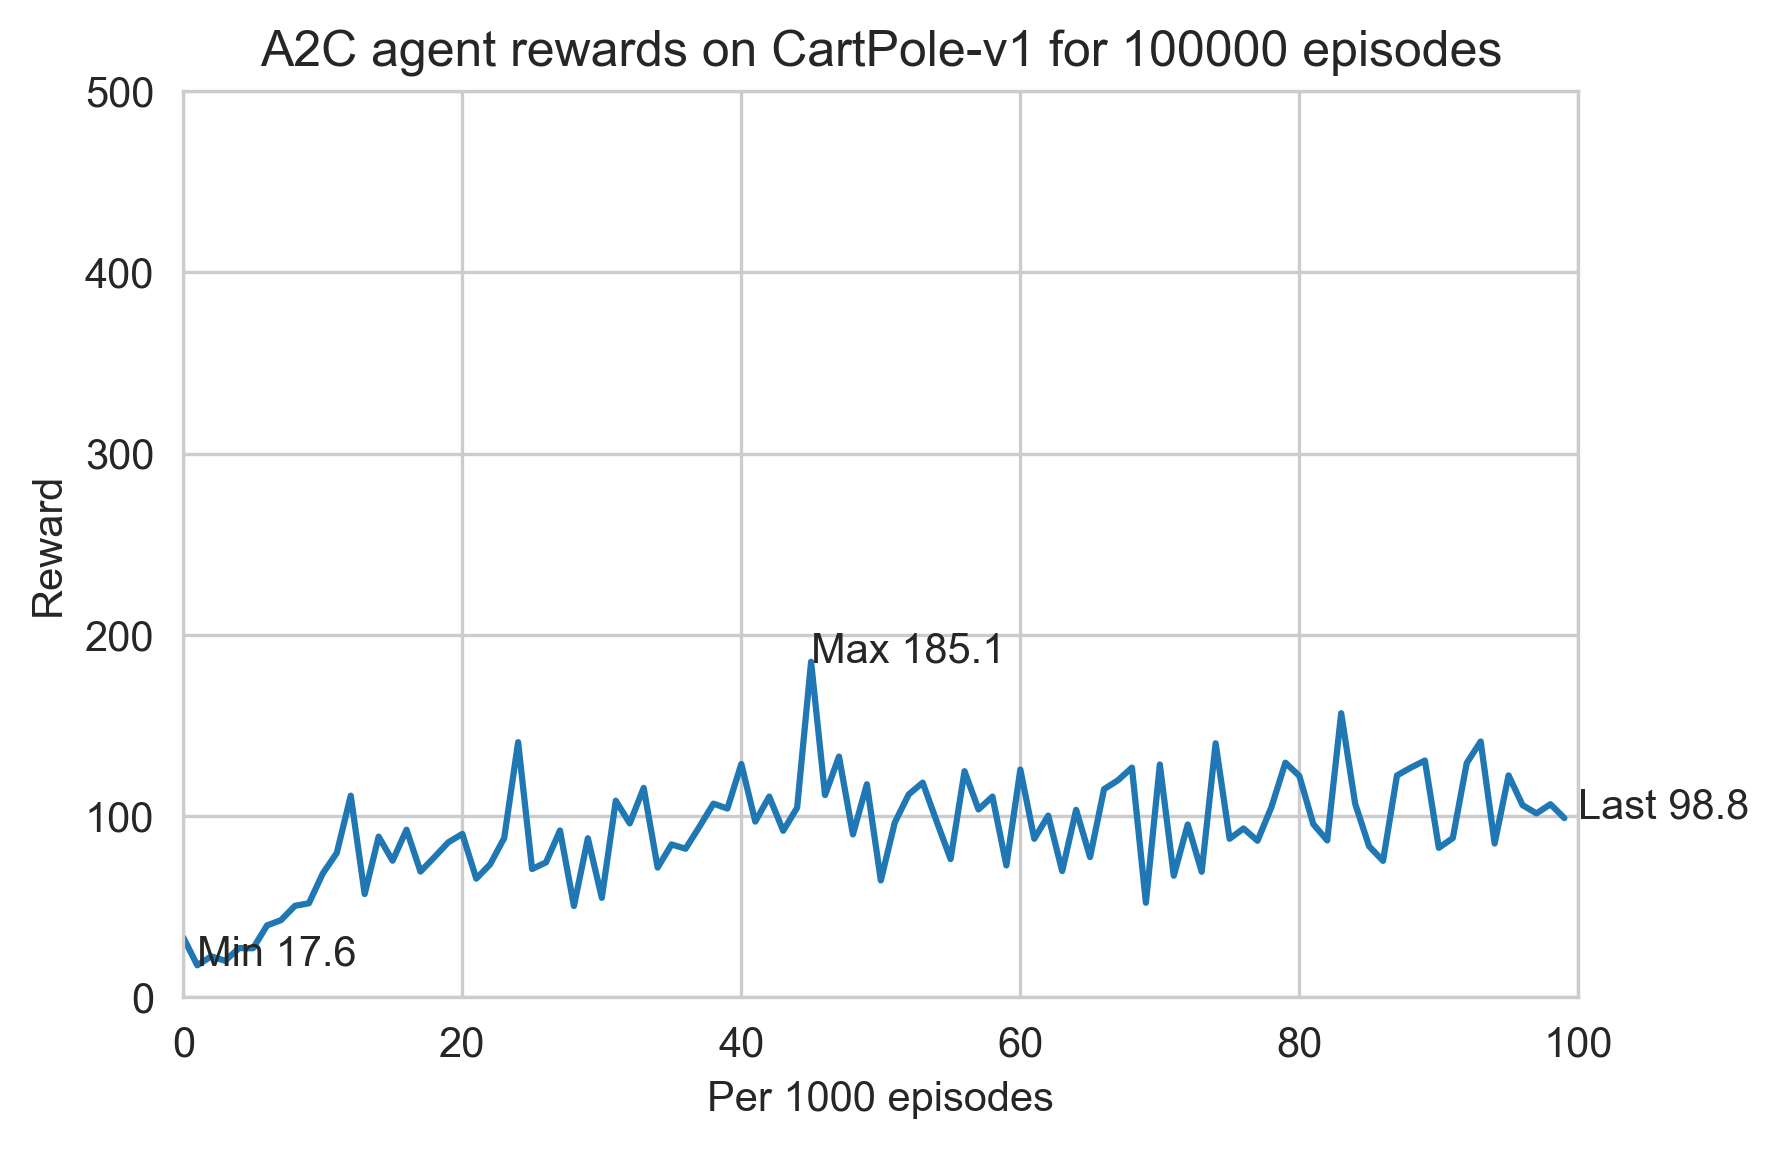 A2C agent rewards on CartPole-v1 for 100000 episodes
500
400
300
200
100
0
Reward
Max 185.1
Last 98.8
Min 17.6
0 20 40 60 80 100
Per 1000 episodes